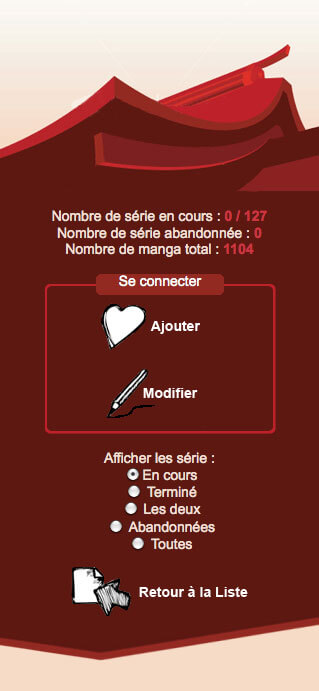 Nombre de série en cours : 0 / 127
Nombre de série abandonnée : 0
Nombre de manga total : 1104
Se connecter
Ajouter
Modifier
Afficher les série :
En cours
Terminé
Les deux
Abandonnées
Toutes
Retour à la Liste